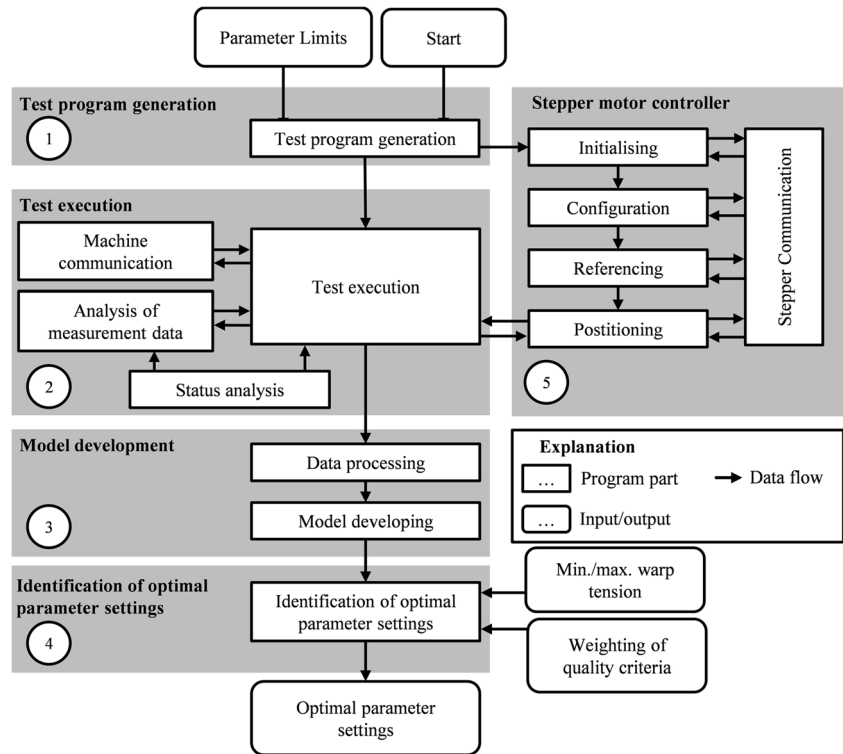 Parameter Limits
Start
Test program generation
1
Test program generation
Stepper motor controller
Initialising
Configuration
Referencing
Postitioning
Stepper Communication
5
Test execution
Machine
communication
Test execution
Analysis of
measurement data
Status analysis
2
Model development
Data processing
Model developing
3
Explanation
... Program part
Data flow
... Input/output
Identification of optimal
parameter settings
4
Identification of optimal
parameter settings
Min./max. warp
tension
Weighting of
quality criteria
Optimal parameter
settings